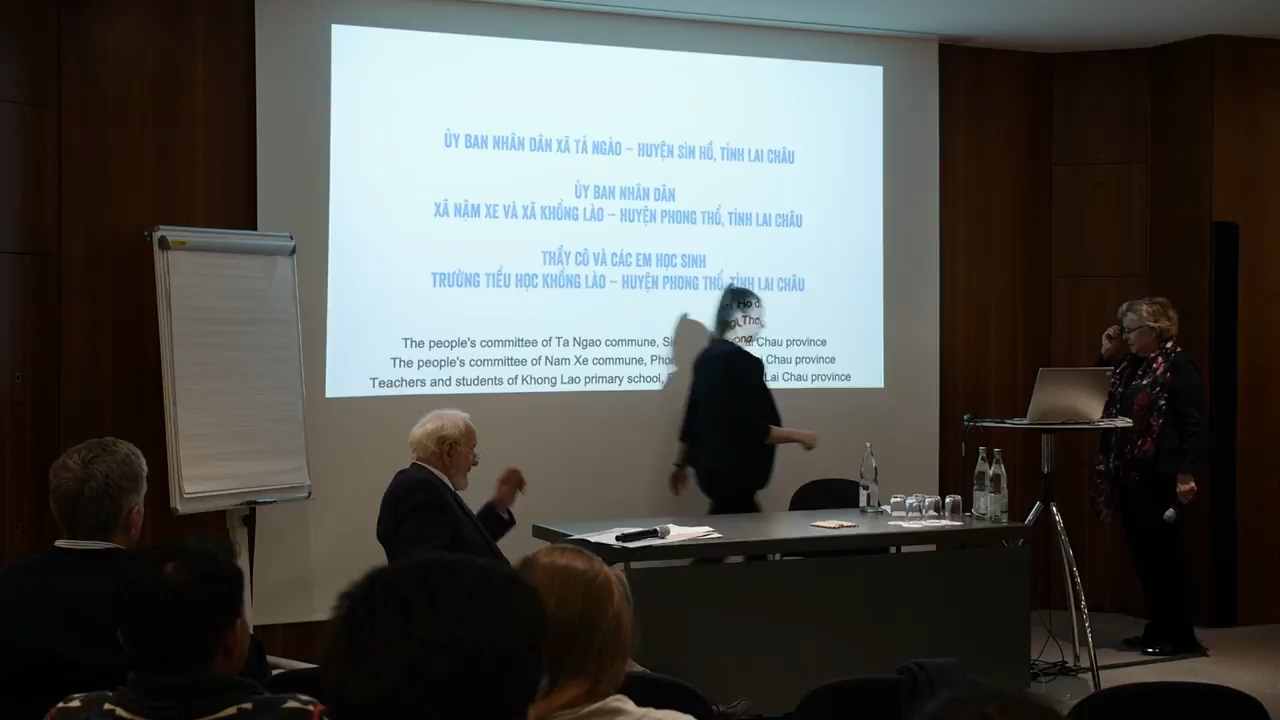 ỦY BAN NHÂN DÂN XÃ TẢ NGẢO – HUYỆN SÌN HỒ, TỈNH LAI CHÂU
ỦY BAN NHÂN DÂN
XÃ NẬM XE VÀ XÃ KHỔNG LÀO – HUYỆN PHONG THỔ, TỈNH LAI CHÂU
THẦY CÔ VÀ CÁC EM HỌC SINH
TRƯỜNG TIỂU HỌC KHỔNG LÀO – HUYỆN PHONG THỔ, TỈNH LAI CHÂU
The people's committee of Ta Ngao commune, Chau province
The people's committee of Nam Xe commune, Chau province
Teachers and students of Khong Lao primary school, Lai Chau province